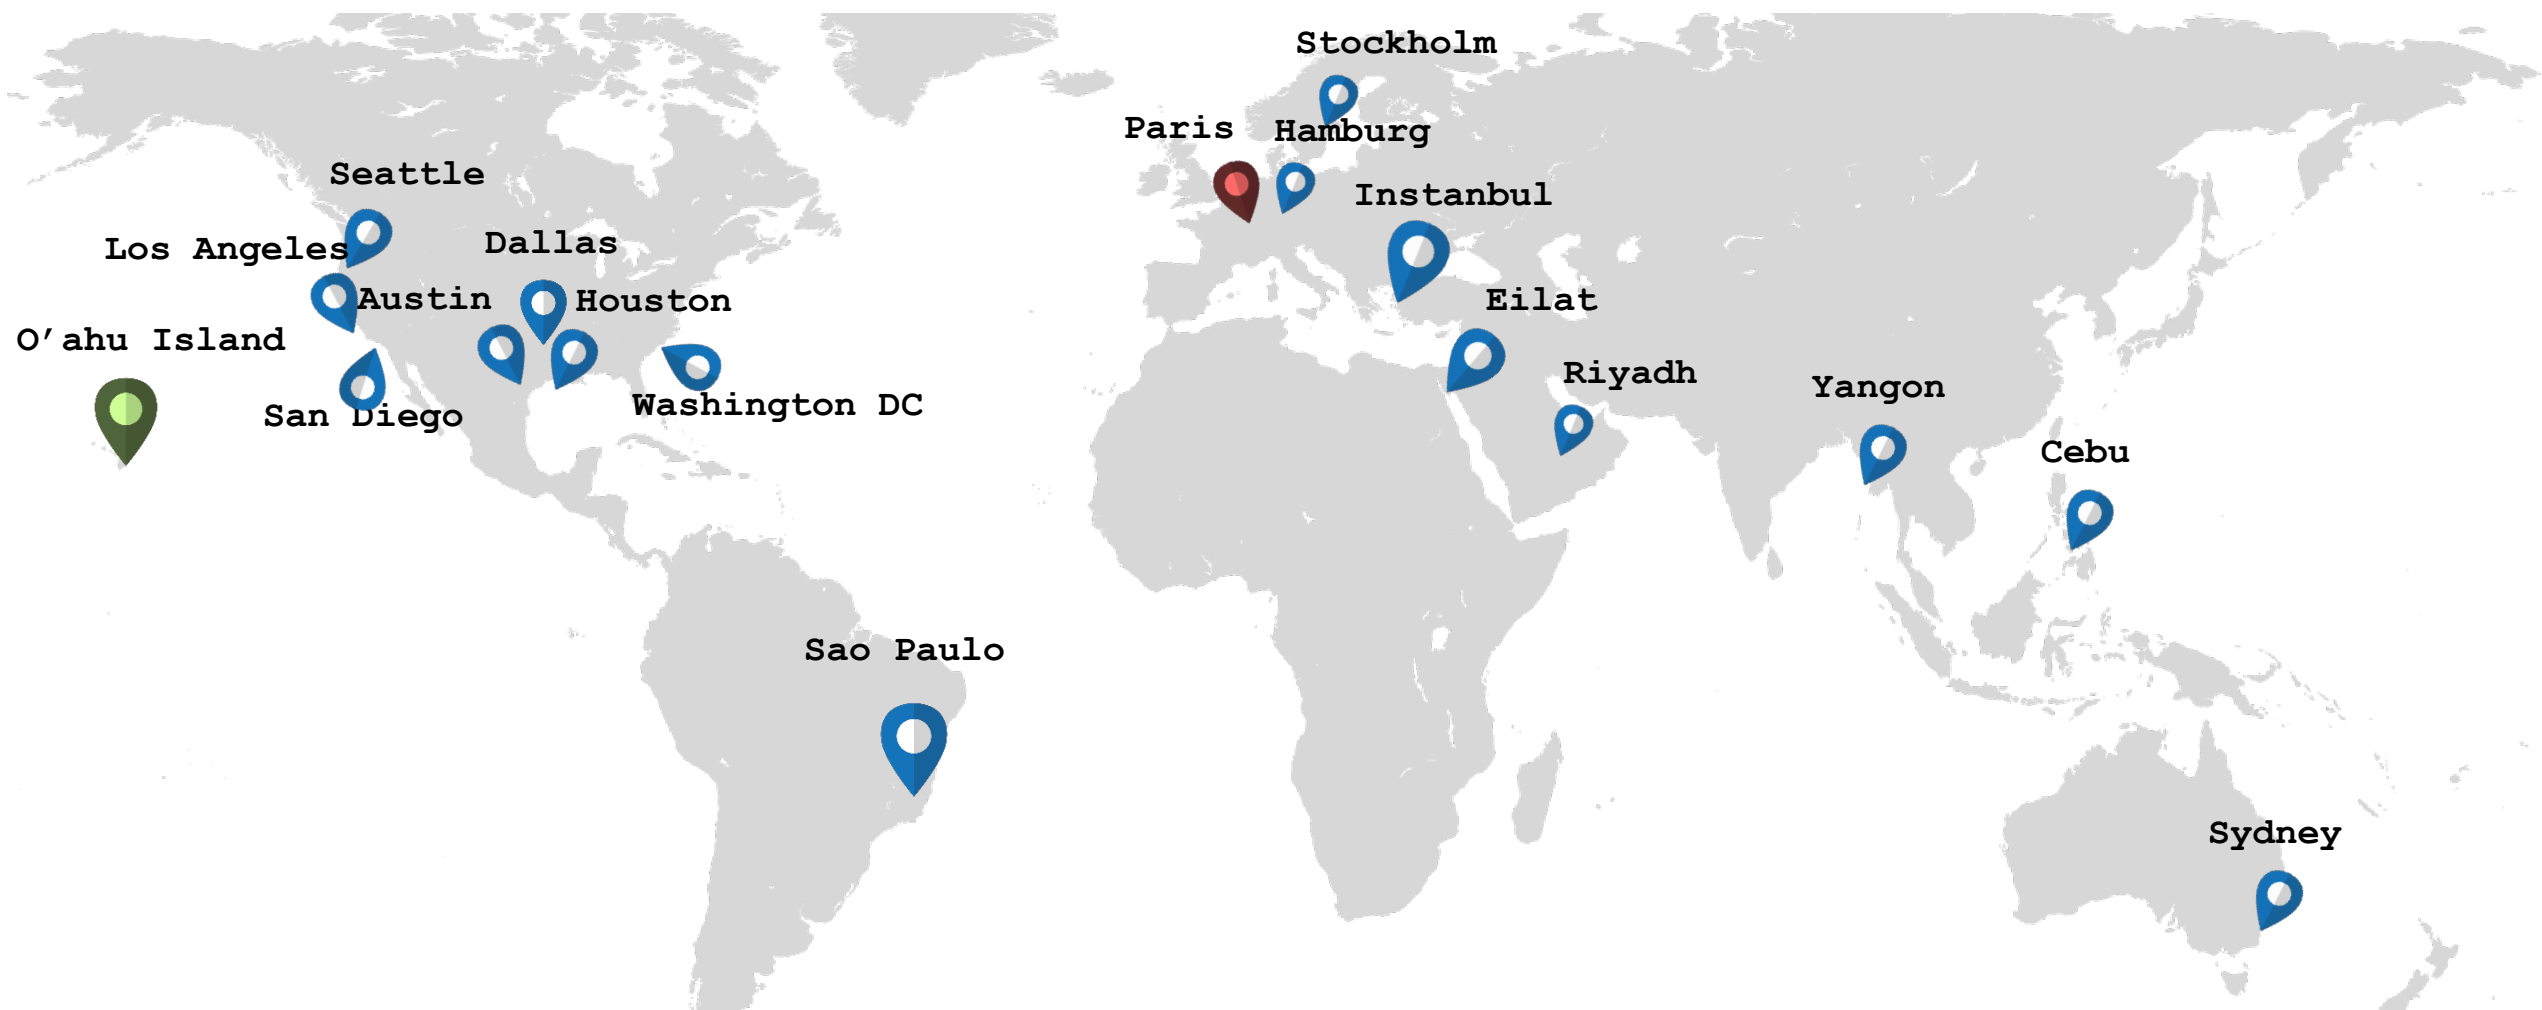 Stockholm
Paris
Hamburg
Seattle
Instanbul
Los Angeles
Dallas
Austin
Houston
Eilat
O’ahu Island
Riyadh
Yangon
San Diego
Washington DC
Cebu
Sao Paulo
Sydney